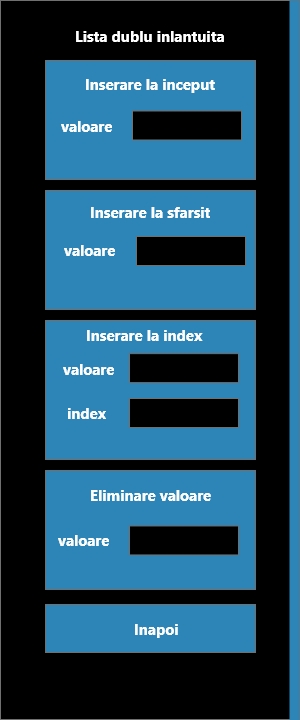 Lista dublu inlantuita
Inserare la inceput
valoare
Inserare la sfarsit
valoare
Inserare la index
valoare
index
Eliminare valoare
valoare
Inapoi